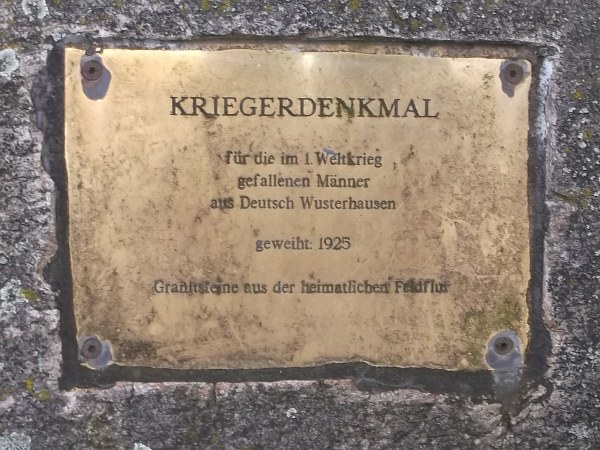 KRIEGERDENKMAL
für die im 1. Weltkrieg
gefallenen Männer
aus Deutsch Wusterhausen
geweiht: 1925
Granitsteine aus der heimatlichen Feldflur